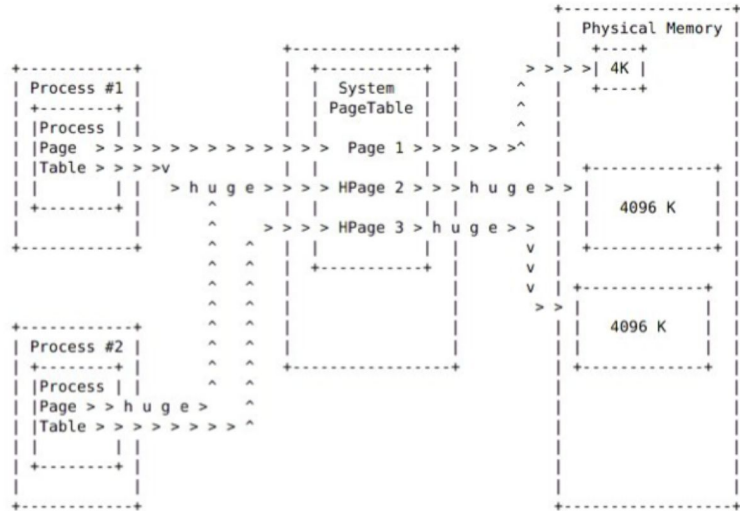 Physical Memory
4K
Process #1
Process
Page
Table
System
PageTable
Page 1
huge
HPage 2
huge
HPage 3
huge
4096 K
4096 K
Process #2
Process
Page
huge
Table